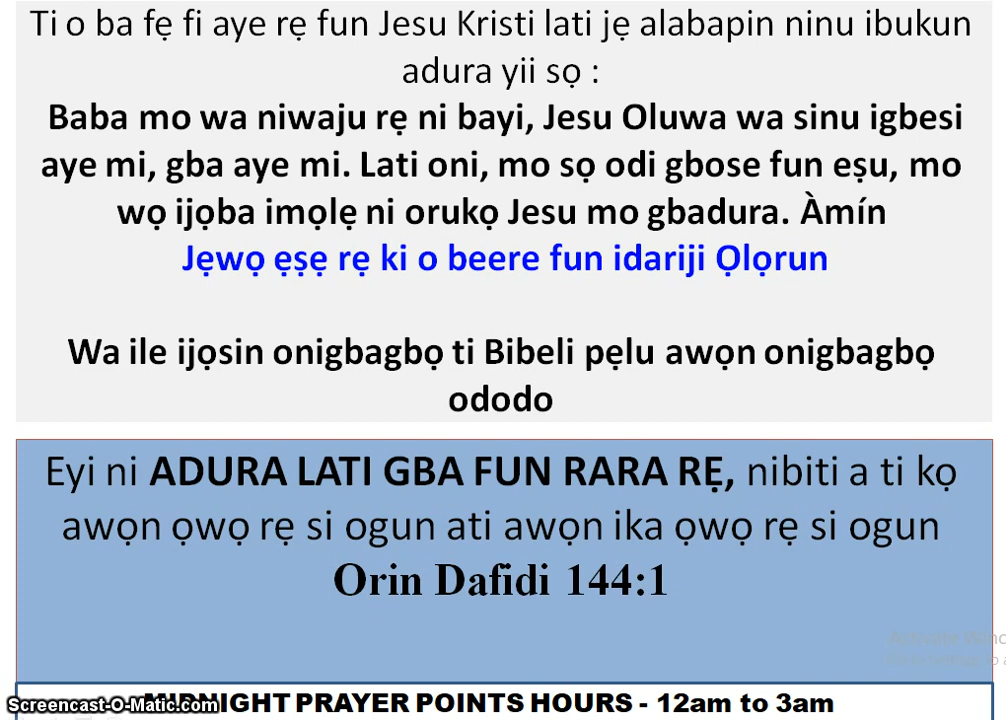 Ti o ba fẹ fi aye rẹ fun Jesu Kristi lati jẹ alabapin ninu ibukun
adura yii sọ :
Baba mo wa niwaju rẹ ni bayi, Jesu Oluwa wa sinu igbesi
aye mi, gba aye mi. Lati oni, mo sọ odi gbose fun eṣu, mo
wọ ijọba imọlẹ ni orukọ Jesu mo gbadura. Àmín
Jẹwọ ẹṣẹ rẹ ki o beere fun idariji Ọlọrun
Wa ile ijọsin onigbagbọ ti Bibeli pẹlu awọn onigbagbọ
ododo
Eyi ni ADURA LATI GBA FUN RARA RẸ, nibiti a ti kọ
awọn ọwọ rẹ si ogun ati awọn ika ọwọ rẹ si ogun
Orin Dafidi 144:1
MIDNIGHT PRAYER POINTS HOURS - 12am to 3am
Screencast-O-Matic.com